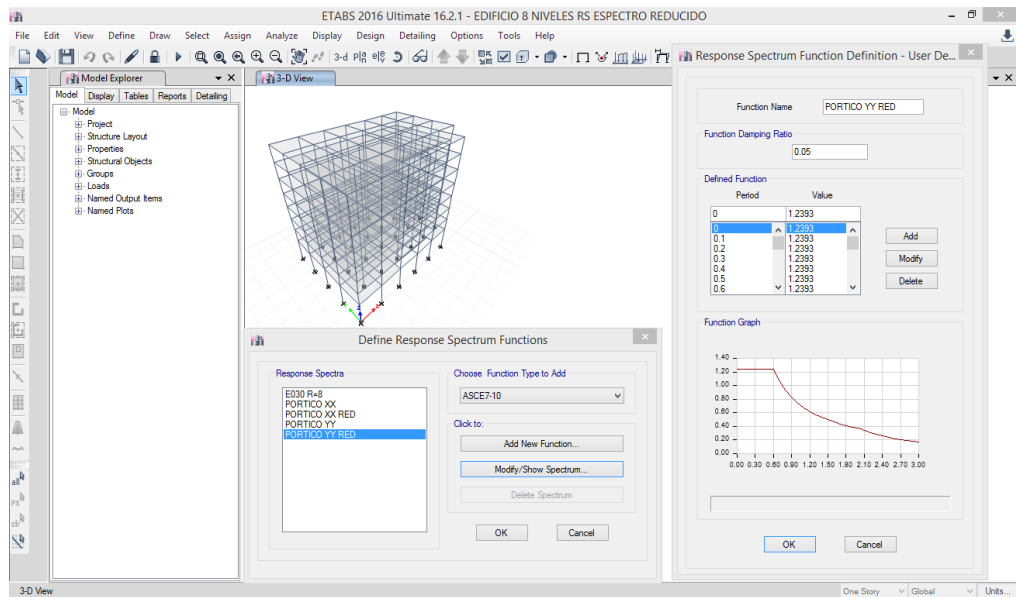 ETABS 2016 Ultimate 16.2.1 - EDIFICIO 8 NIVELES RS ESPECTRO REDUCIDO
File Edit View Define Draw Select Assign Analyze Display Design Detailing Options Tools Help
3-d
Model Explorer
Model Display Tables Reports Detailing
Model
Project
Structure Layout
Properties
Structural Objects
Groups
Loads
Named Output Items
Named Plots
all
ps
clr
3-D View
Define Response Spectrum Functions
Response Spectra
E030 R=8
PORTICO XX
PORTICO XX RED
PORTICO YY
PORTICO YY RED
Choose Function Type to Add
ASCE7-10
Click to:
Add New Function...
Modify/Show Spectrum...
Delete Spectrum
OK Cancel
Response Spectrum Function Definition - User De...
Function Name PORTICO YY RED
Function Damping Ratio
0.05
Defined Function
Period Value
0 1.2393
0 1.2393
0.1 1.2393
0.2 1.2393
0.3 1.2393
0.4 1.2393
0.5 1.2393
0.6 1.2393
Add
Modify
Delete
Function Graph
1.40
1.20
1.00
0.80
0.60
0.40
0.20
0.00
0.00 0.30 0.60 0.90 1.20 1.50 1.80 2.10 2.40 2.70 3.00
OK Cancel
3-D View
One Story Global Units...